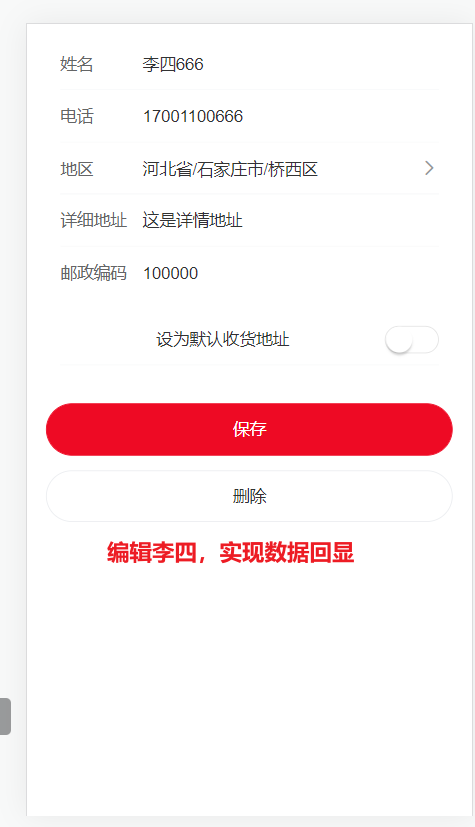 姓名 李四666
电话 17001100666
地区 河北省/石家庄市/桥西区
详细地址 这是详情地址
邮政编码 100000
设为默认收货地址
保存
删除
编辑李四，实现数据回显